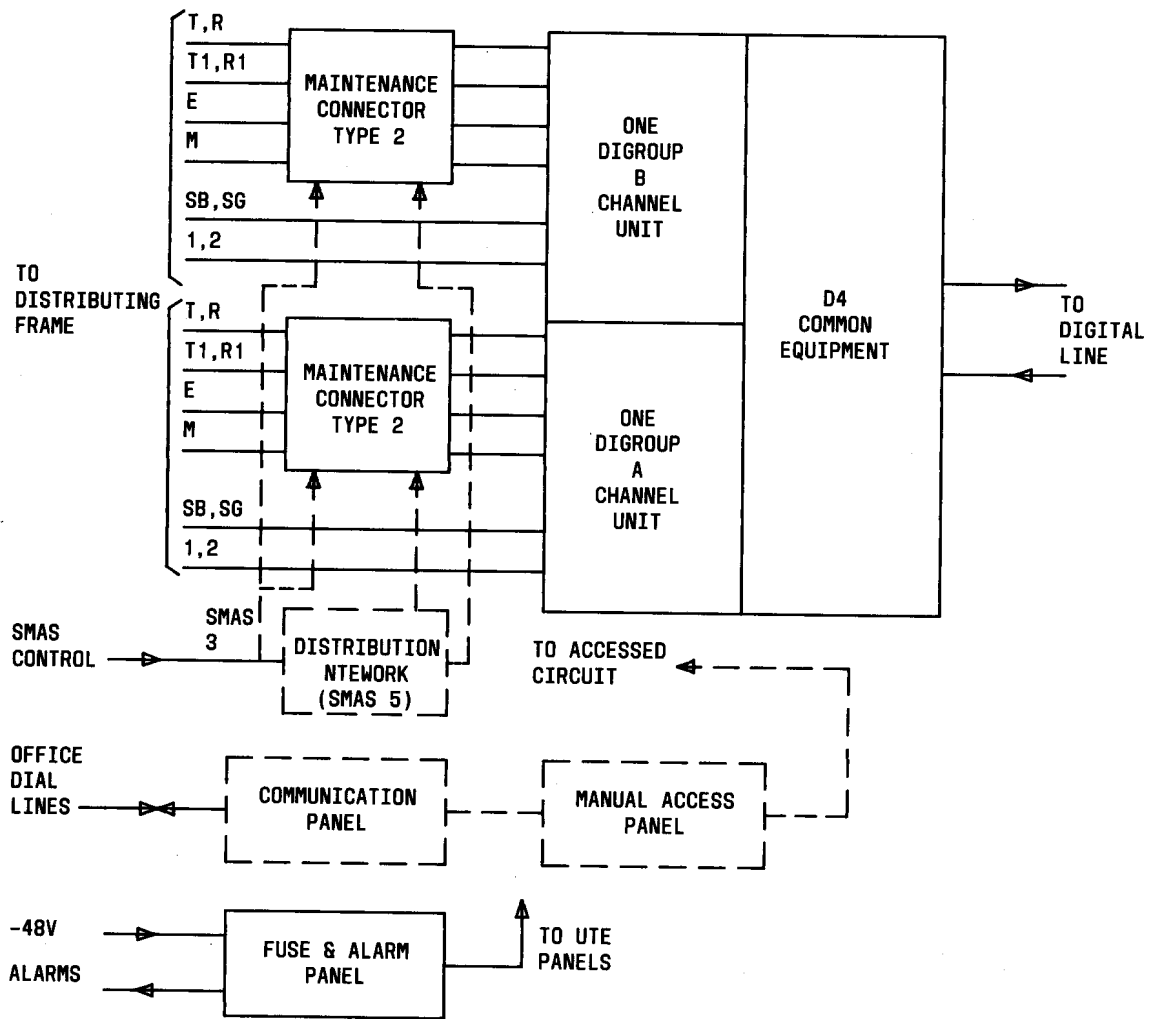 T,R
T1,R1
E
M
SB,SG
1,2
MAINTENANCE
CONNECTOR
TYPE 2
ONE
DIGROUP
B
CHANNEL
UNIT
TO
DISTRIBUTING
FRAME
D4
COMMON
EQUIPMENT
TO
DIGITAL
LINE
T,R
T1,R1
E
M
SB,SG
1,2
MAINTENANCE
CONNECTOR
TYPE 2
ONE
DIGROUP
A
CHANNEL
UNIT
SMAS
CONTROL
SMAS
3
DISTRIBUTION
NTEWORK
(SMAS 5)
TO ACCESSED
CIRCUIT
OFFICE
DIAL
LINES
COMMUNICATION
PANEL
MANUAL ACCESS
PANEL
-48V
ALARMS
FUSE & ALARM
PANEL
TO UTE
PANELS